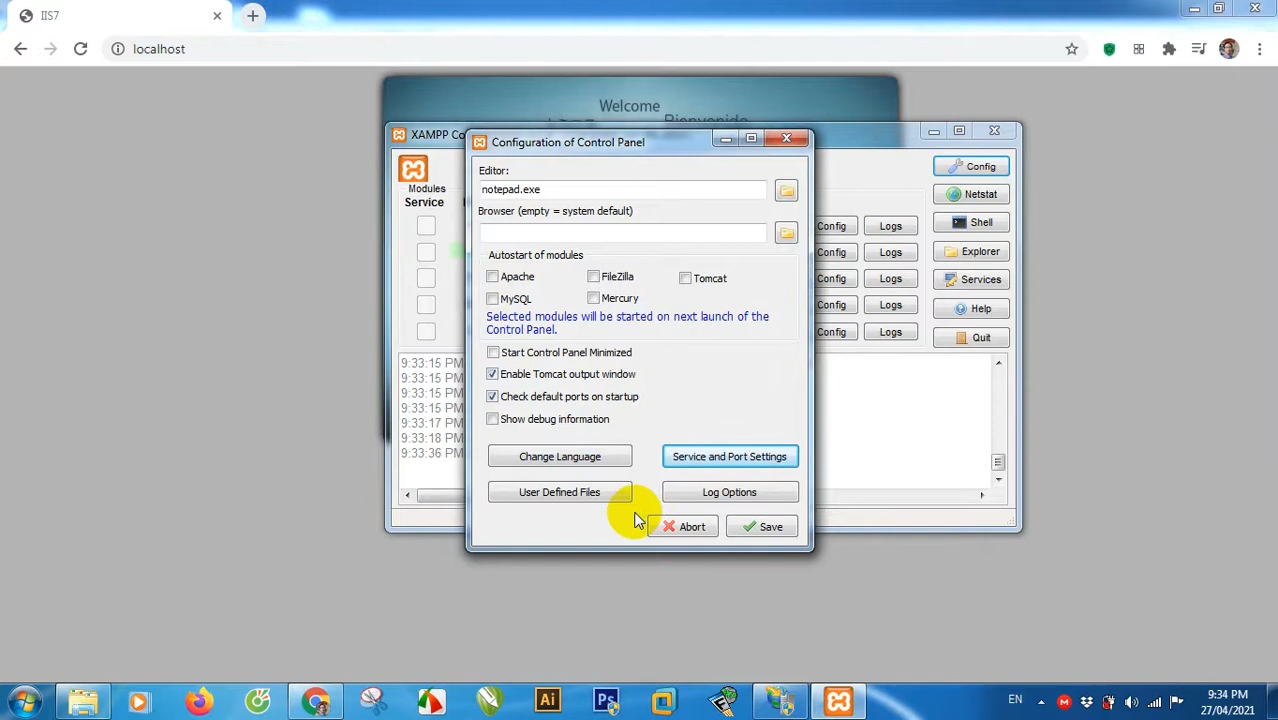 IIS7
localhost
Welcome
Bienvenido
XAMPP Co
Configuration of Control Panel
Editor:
notepad.exe
Browser (empty = system default)
Autostart of modules
Apache
FileZilla
Tomcat
MySQL
Mercury
Selected modules will be started on next launch of the
Control Panel.
Start Control Panel Minimized
Enable Tomcat output window
Check default ports on startup
Show debug information
Change Language
Service and Port Settings
User Defined Files
Log Options
Abort
Save
Modules
Service
Config
Netstat
Config Logs Shell
Config Logs Explorer
Config Logs Services
Config Logs Help
Config Logs Quit
9:33:15 PM
9:33:15 PM
9:33:15 PM
9:33:15 PM
9:33:17 PM
9:33:18 PM
9:33:36 PM
Ai
Ps
EN
9:34 PM
27/04/2021